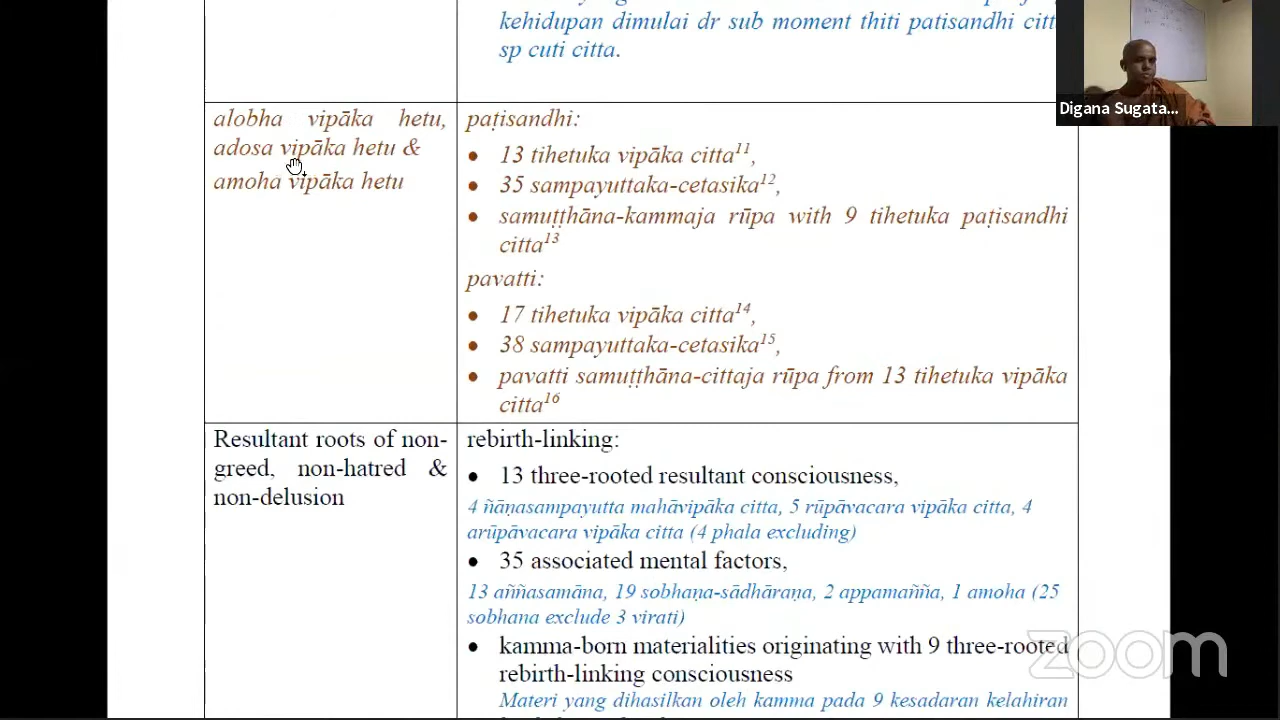 kehidupan dimulai dr sub moment thiti patisandhi citt
sp cuti citta.
Digana Sugata...
alobha vipāka hetu,
adosa vipāka hetu &
amoha vipāka hetu
paṭisandhi:
• 13 tihetuka vipāka citta11,
• 35 sampayuttaka-cetasika12,
• samuṭṭhāna-kammaja rūpa with 9 tihetuka paṭisandhi
citta13
pavatti:
• 17 tihetuka vipāka citta14,
• 38 sampayuttaka-cetasika15,
• pavatti samuṭṭhāna-cittaja rūpa from 13 tihetuka vipāka
citta16
Resultant roots of non-
greed, non-hatred &
non-delusion
rebirth-linking:
• 13 three-rooted resultant consciousness,
4 ñāṇasampayutta mahāvipāka citta, 5 rūpāvacara vipāka citta, 4
arūpāvacara vipāka citta (4 phala excluding)
• 35 associated mental factors,
13 aññasamāna, 19 sobhaṇa-sādhāraṇa, 2 appamañña, 1 amoha (25
sobhana exclude 3 virati)
• kamma-born materialities originating with 9 three-rooted
rebirth-linking consciousness
Materi yang dihasilkan oleh kamma pada 9 kesadaran kelahiran
zoom